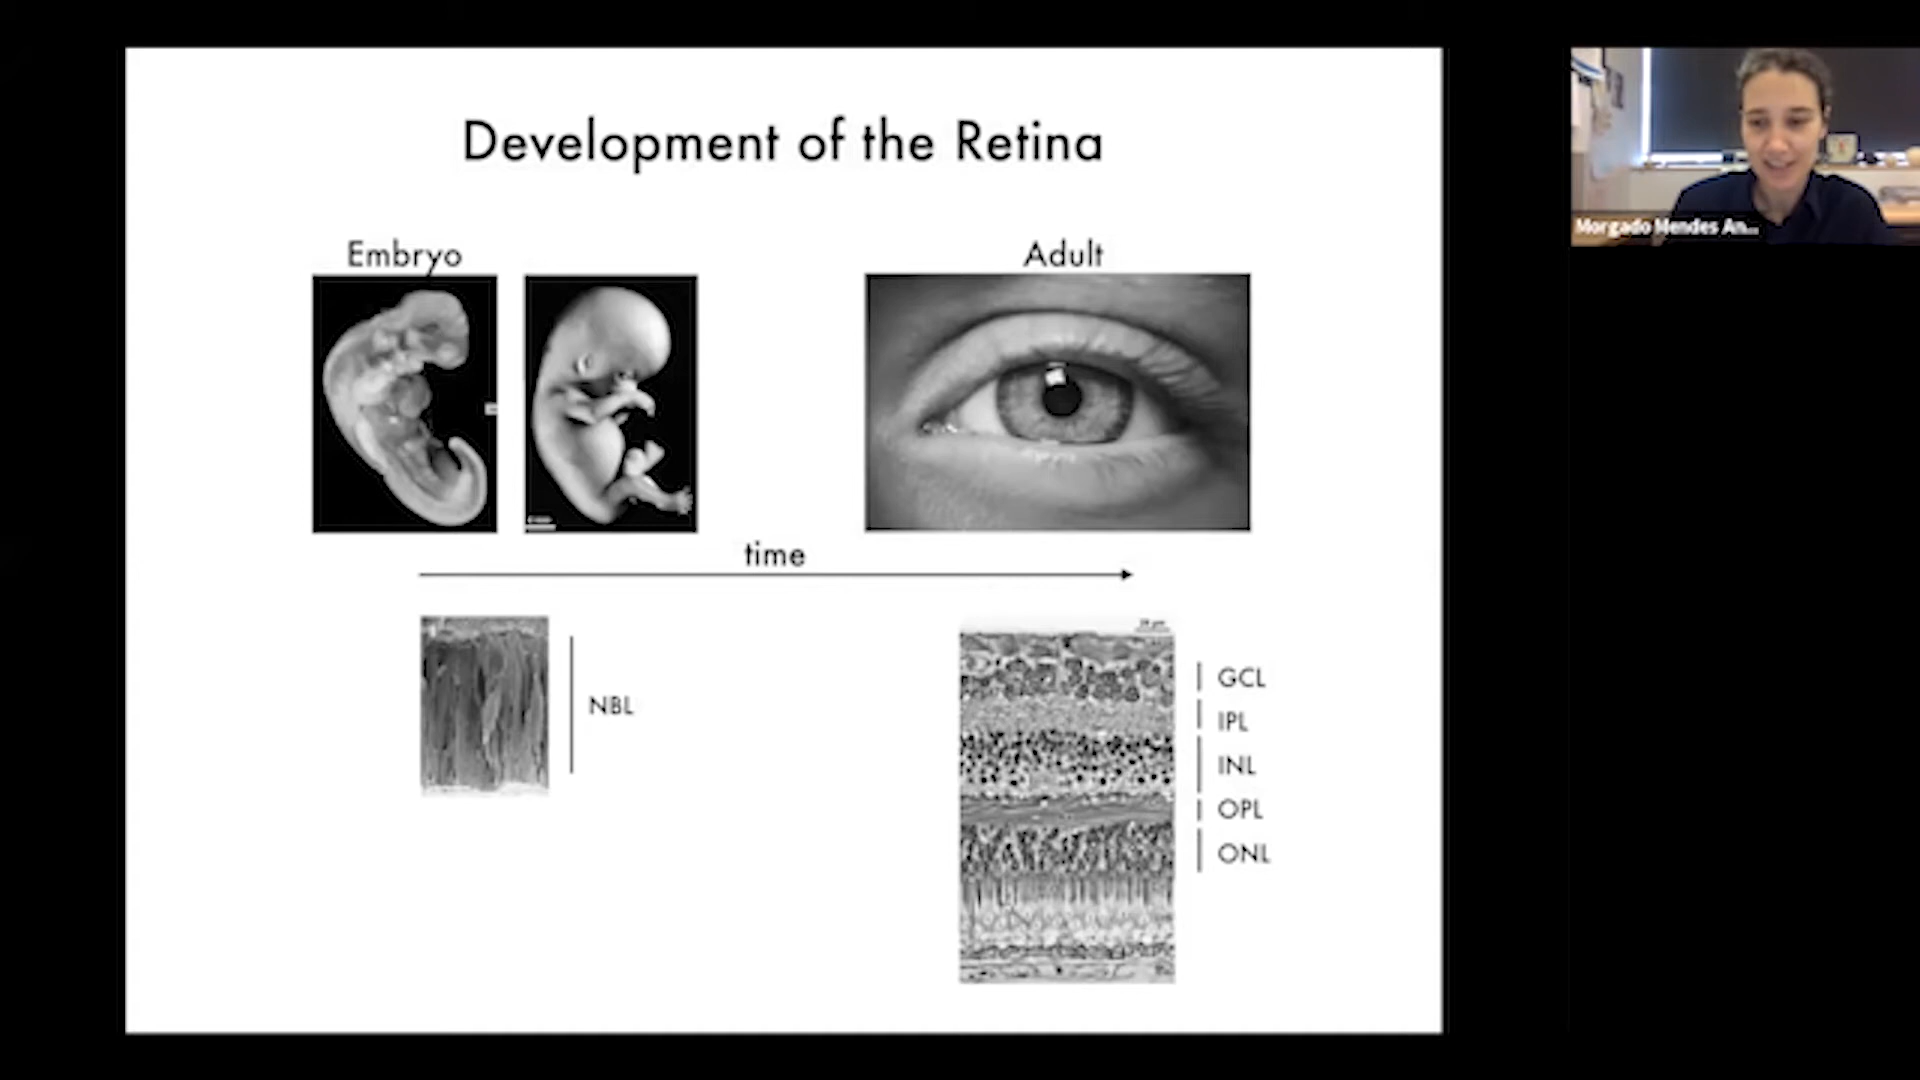 Development of the Retina
Embryo
Adult
time
NBL
GCL
IPL
INL
OPL
ONL
Morgado Mendes An...